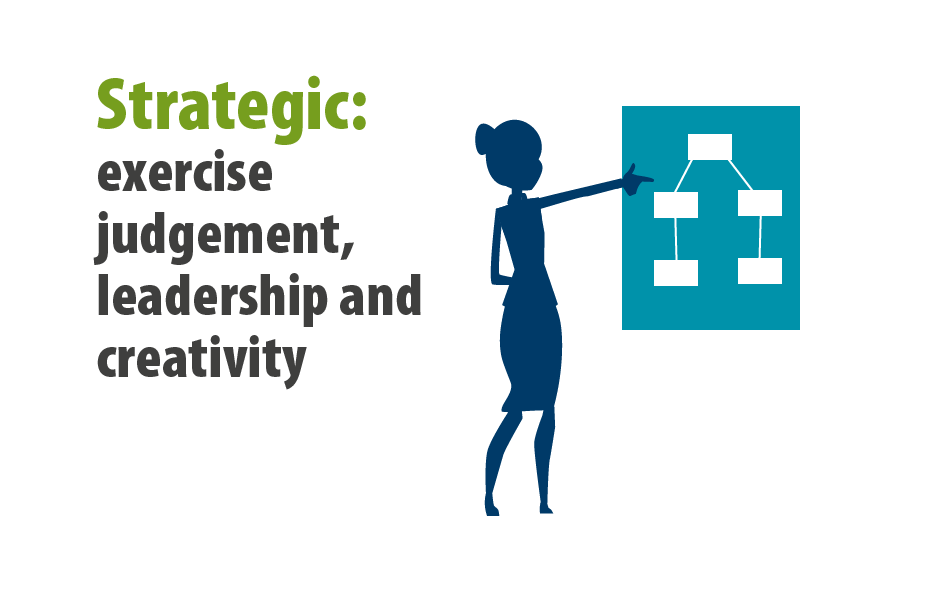 Strategic:
exercise
judgement,
leadership and
creativity